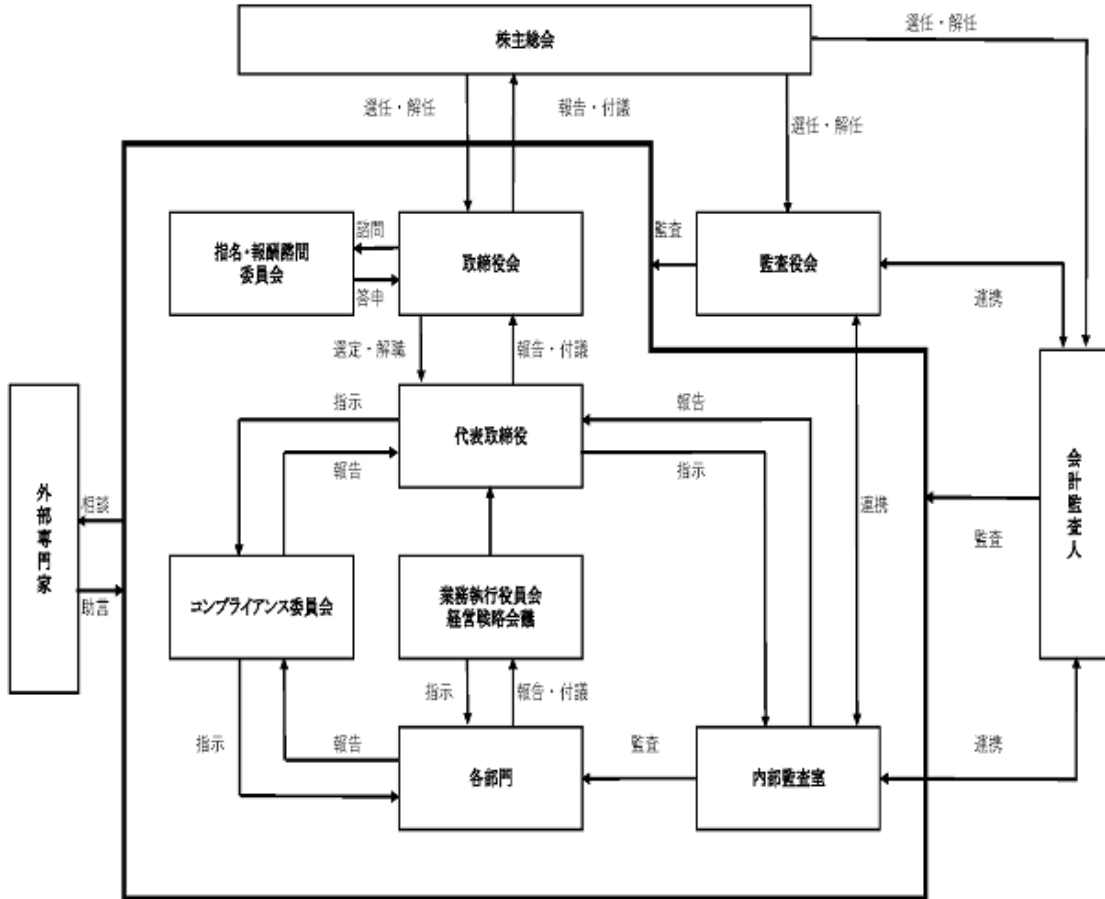 株主総会
選任・解任
選任・解任
報告・付議
選任・解任
指名・報酬諮問
委員会
諮問
答申
取締役会
監査
監査役会
連携
選定・解職
報告・付議
指示
報告
代表取締役
報告
指示
連携
外部専門家
相談
助言
会計監査人
監査
コンプライアンス委員会
業務執行役員会
経営戦略会議
指示
報告・付議
指示
報告
各部門
監査
内部監査室
連携